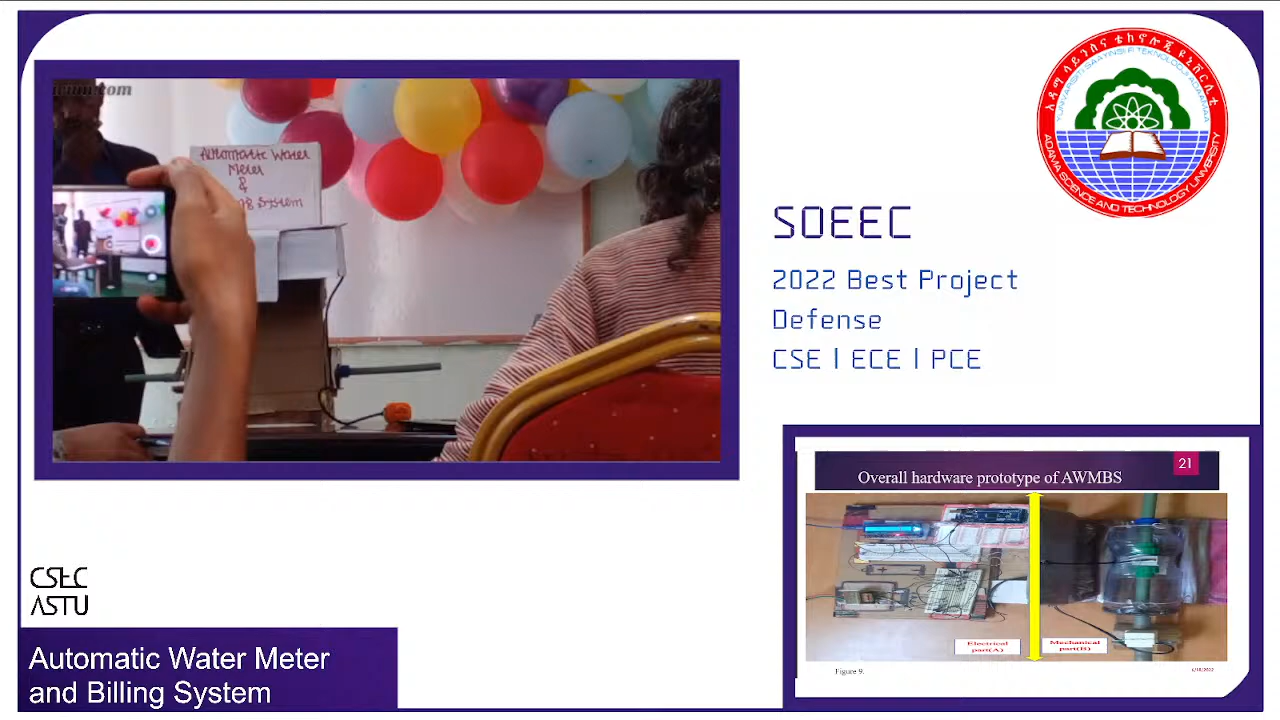 Automatic Water
Meter
&
System
SOEEC
2022 Best Project
Defense
CSE | ECE | PCE
ADAMA SCIENCE AND TECHNOLOGY UNIVERSITY
21
Overall hardware prototype of AWMBS
Electrical
part(A)
Mechanical
part(B)
Figure 9.
CSEC
ASTU
Automatic Water Meter
and Billing System